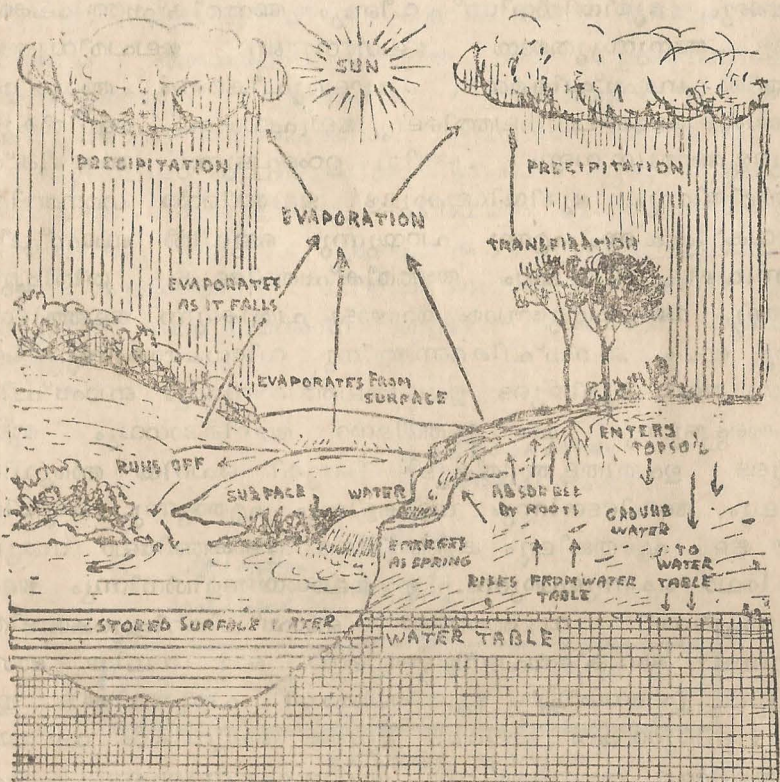 SUN
PRECIPITATION
PRECIPITATION
EVAPORATION
TRANSPIRATION
EVAPORATES
AS IT FALLS
EVAPORATES FROM
SURFACE
ENTERS
TOPSOIL
RUNS OFF
SURFACE WATER
ABSORBED
BY ROOTS
GROUND
WATER
EMERGES
AS SPRING
TO
WATER
TABLE
RISES FROM WATER
TABLE
STORED SURFACE WATER
WATER TABLE